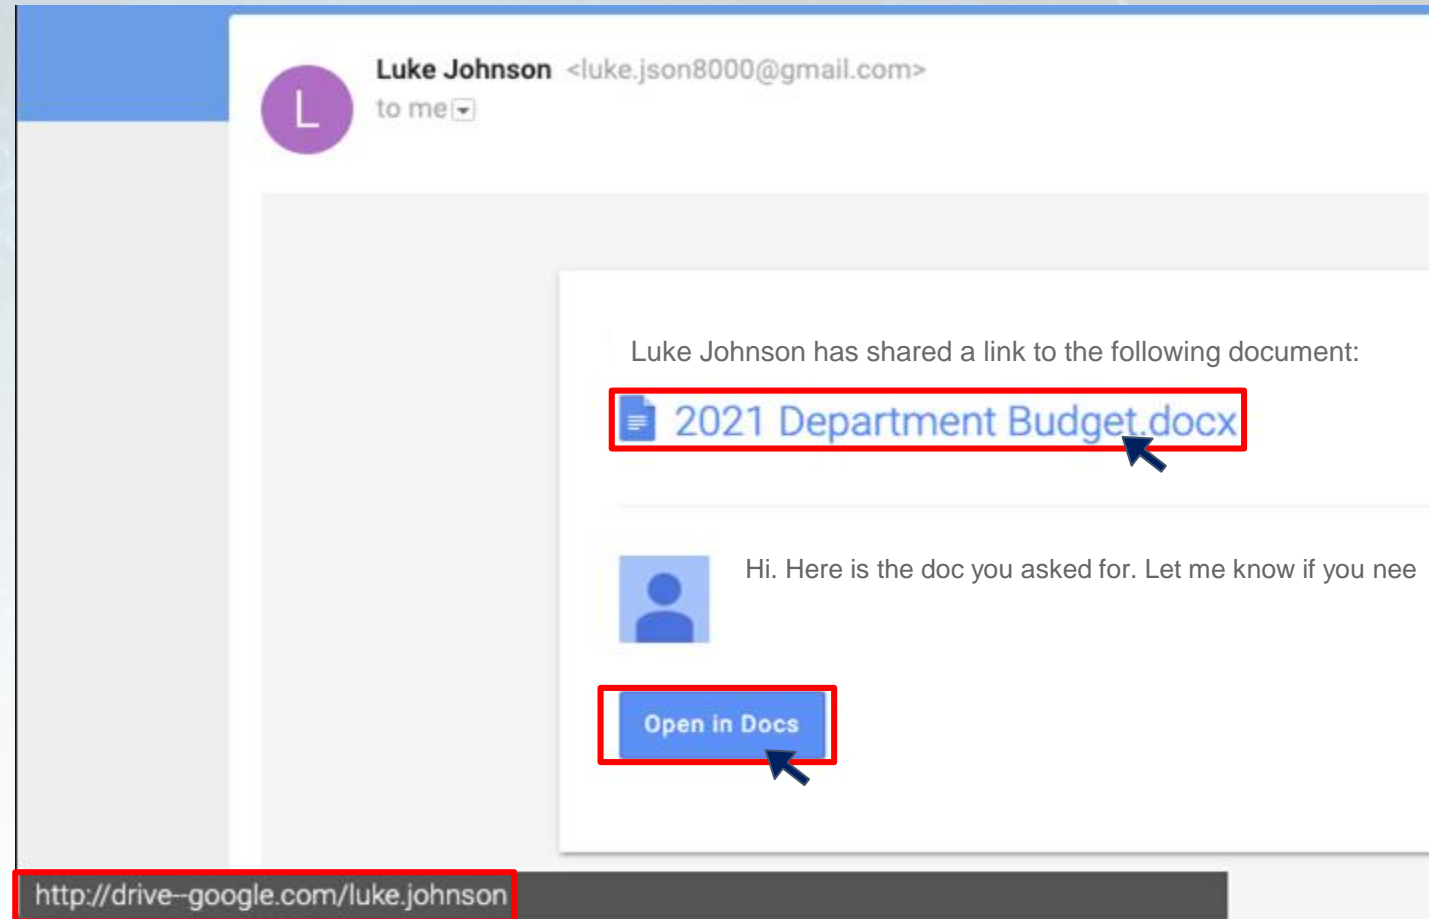 Luke Johnson <luke.json8000@gmail.com>
to me
L
Luke Johnson has shared a link to the following document:
2021 Department Budget.docx
Hi. Here is the doc you asked for. Let me know if you nee
Open in Docs
http://drive--google.com/luke.johnson